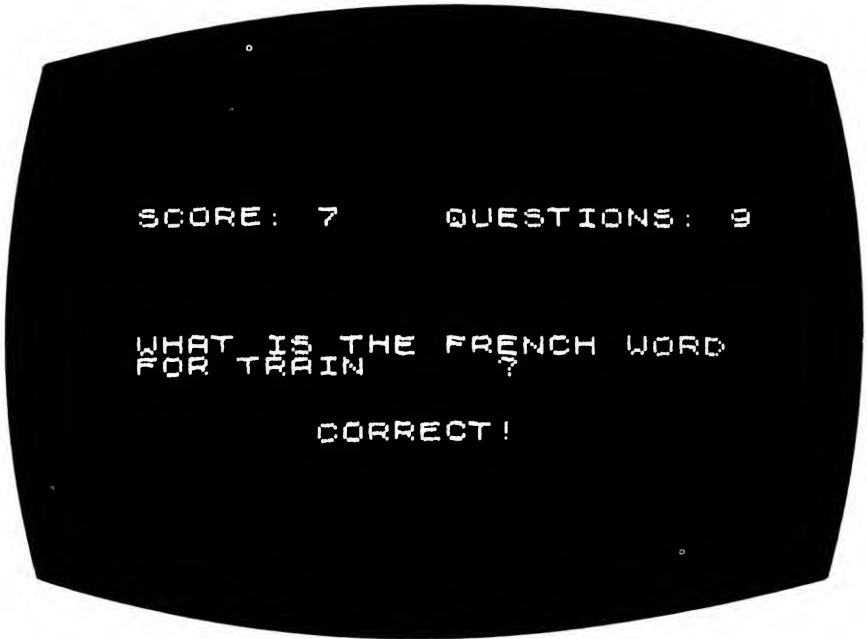 SCORE: 7 QUESTIONS: 9
WHAT IS THE FRENCH WORD
FOR TRAIN ?
CORRECT!